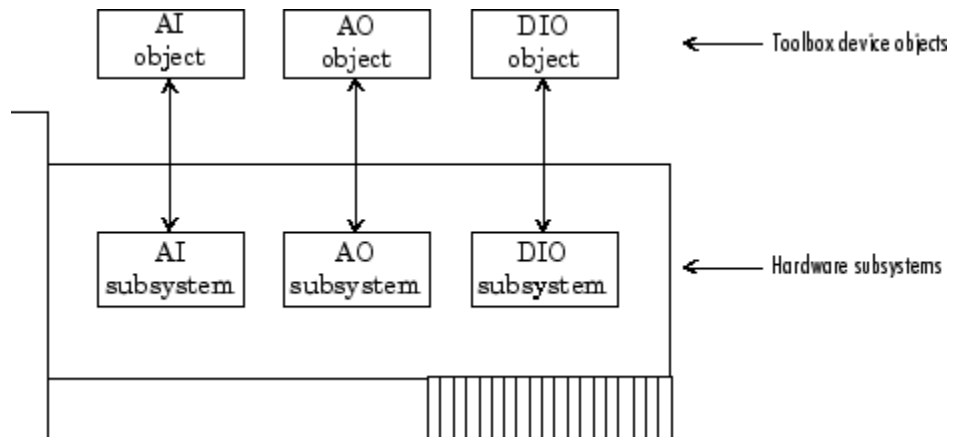 AI
object
AO
object
DIO
object
Toolbox device objects
AI
subsystem
AO
subsystem
DIO
subsystem
Hardware subsystems